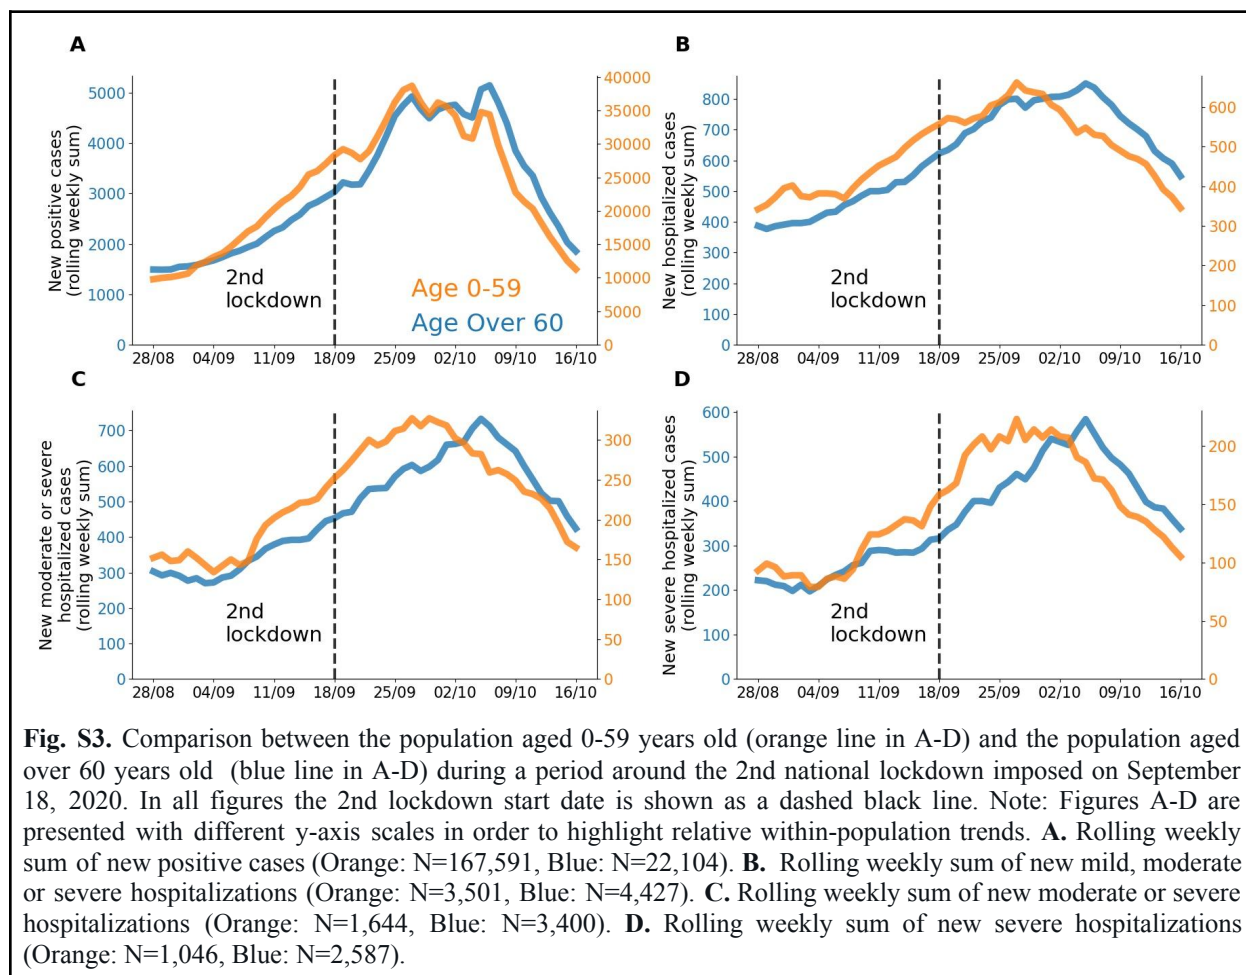 A
New positive cases
(rolling weekly sum)
5000
4000
3000
2000
1000
0
40000
35000
30000
25000
20000
15000
10000
5000
0
2nd
lockdown
Age 0-59
Age Over 60
28/08 04/09 11/09 18/09 25/09 02/10 09/10 16/10
B
New hospitalized cases
(rolling weekly sum)
800
700
600
500
400
300
200
100
0
600
500
400
300
200
100
0
2nd
lockdown
28/08 04/09 11/09 18/09 25/09 02/10 09/10 16/10
C
New moderate or severe
hospitalized cases
(rolling weekly sum)
700
600
500
400
300
200
100
0
300
250
200
150
100
50
0
2nd
lockdown
28/08 04/09 11/09 18/09 25/09 02/10 09/10 16/10
D
New severe hospitalized cases
(rolling weekly sum)
600
500
400
300
200
100
0
200
150
100
50
0
2nd
lockdown
28/08 04/09 11/09 18/09 25/09 02/10 09/10 16/10
Fig. S3. Comparison between the population aged 0-59 years old (orange line in A-D) and the population aged
over 60 years old (blue line in A-D) during a period around the 2nd national lockdown imposed on September
18, 2020. In all figures the 2nd lockdown start date is shown as a dashed black line. Note: Figures A-D are
presented with different y-axis scales in order to highlight relative within-population trends. A. Rolling weekly
sum of new positive cases (Orange: N=167,591, Blue: N=22,104). B. Rolling weekly sum of new mild, moderate
or severe hospitalizations (Orange: N=3,501, Blue: N=4,427). C. Rolling weekly sum of new moderate or severe
hospitalizations (Orange: N=1,644, Blue: N=3,400). D. Rolling weekly sum of new severe hospitalizations
(Orange: N=1,046, Blue: N=2,587).